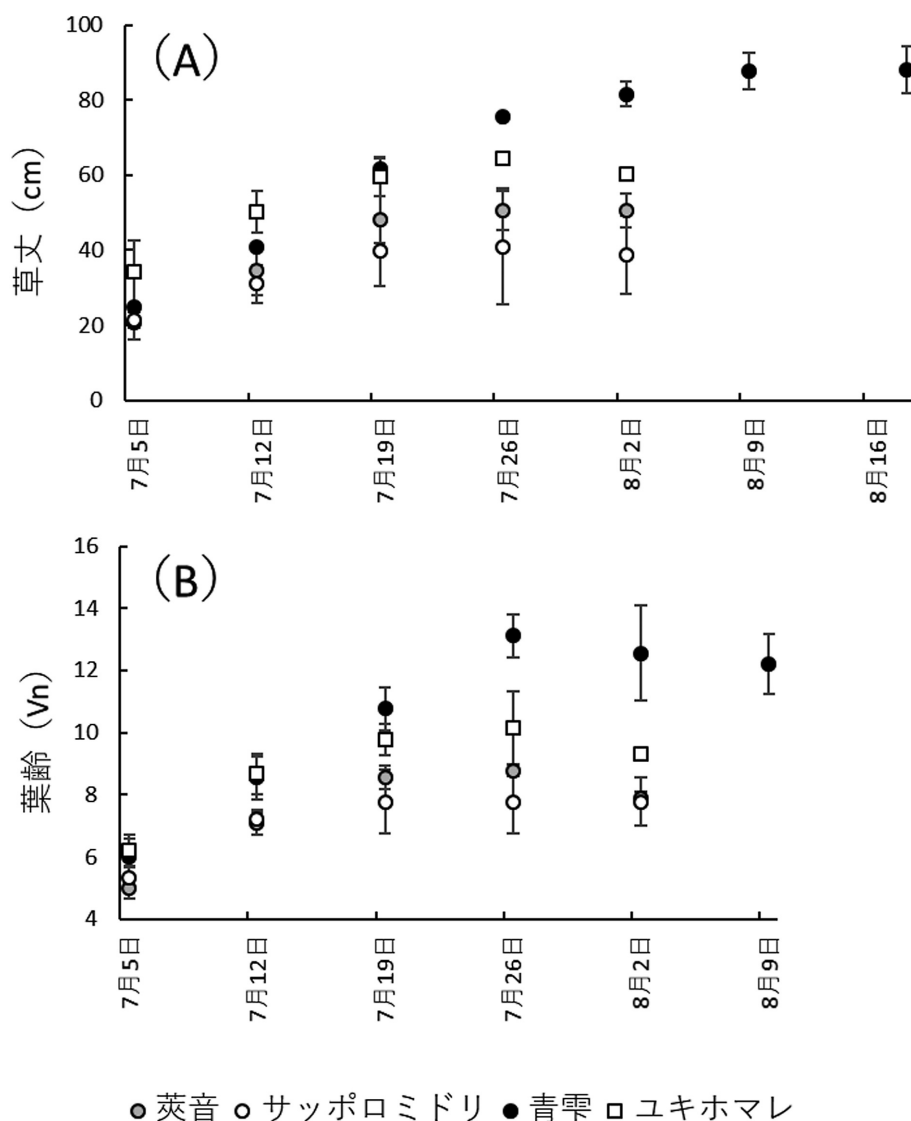 (A)
草丈（cm）
100
80
60
40
20
0
7月5日
7月12日
7月19日
7月26日
8月2日
8月9日
8月16日
(B)
葉齢（Vn）
16
14
12
10
8
6
4
7月5日
7月12日
7月19日
7月26日
8月2日
8月9日
莢音 サッポロミドリ 青雫 ユキホマレ